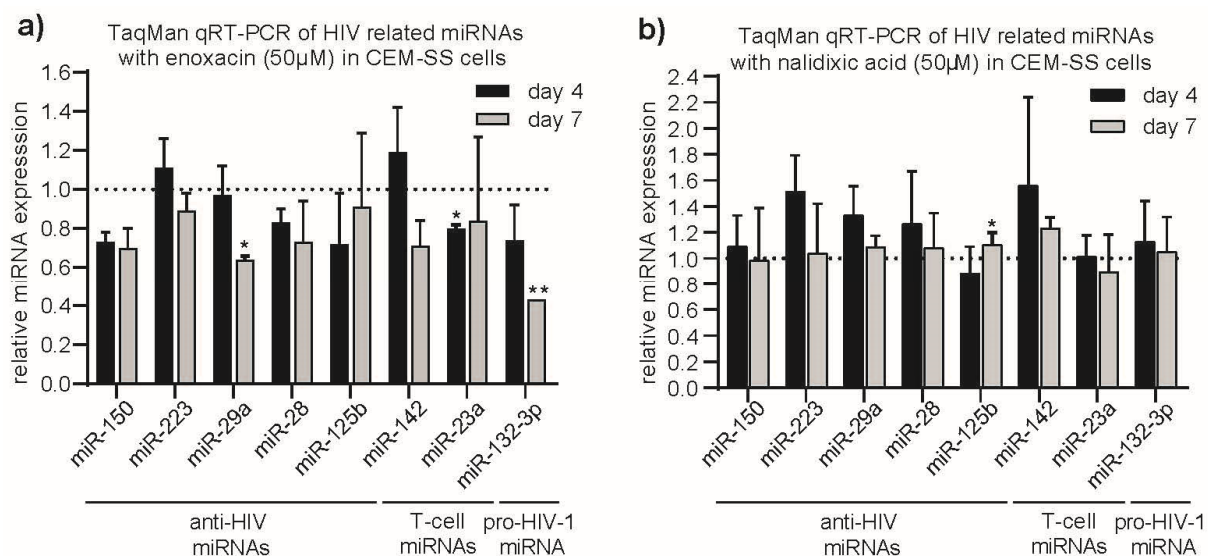 a)
TaqMan qRT-PCR of HIV related miRNAs
with enoxacin (50µM) in CEM-SS cells
relative miRNA expresssion
1.6
1.4
1.2
1.0
0.8
0.6
0.4
0.2
0.0
day 4
day 7
*
*
**
miR-150
miR-223
miR-29a
miR-28
miR-125b
miR-142
miR-23a
miR-132-3p
anti-HIV
miRNAs
T-cell
miRNAs
pro-HIV-1
miRNA
b)
TaqMan qRT-PCR of HIV related miRNAs
with nalidixic acid (50µM) in CEM-SS cells
relative miRNA expression
2.4
2.2
2.0
1.8
1.6
1.4
1.2
1.0
0.8
0.6
0.4
0.2
0.0
day 4
day 7
*
miR-150
miR-223
miR-29a
miR-28
miR-125b
miR-142
miR-23a
miR-132-3p
anti-HIV
miRNAs
T-cell
miRNAs
pro-HIV-1
miRNA